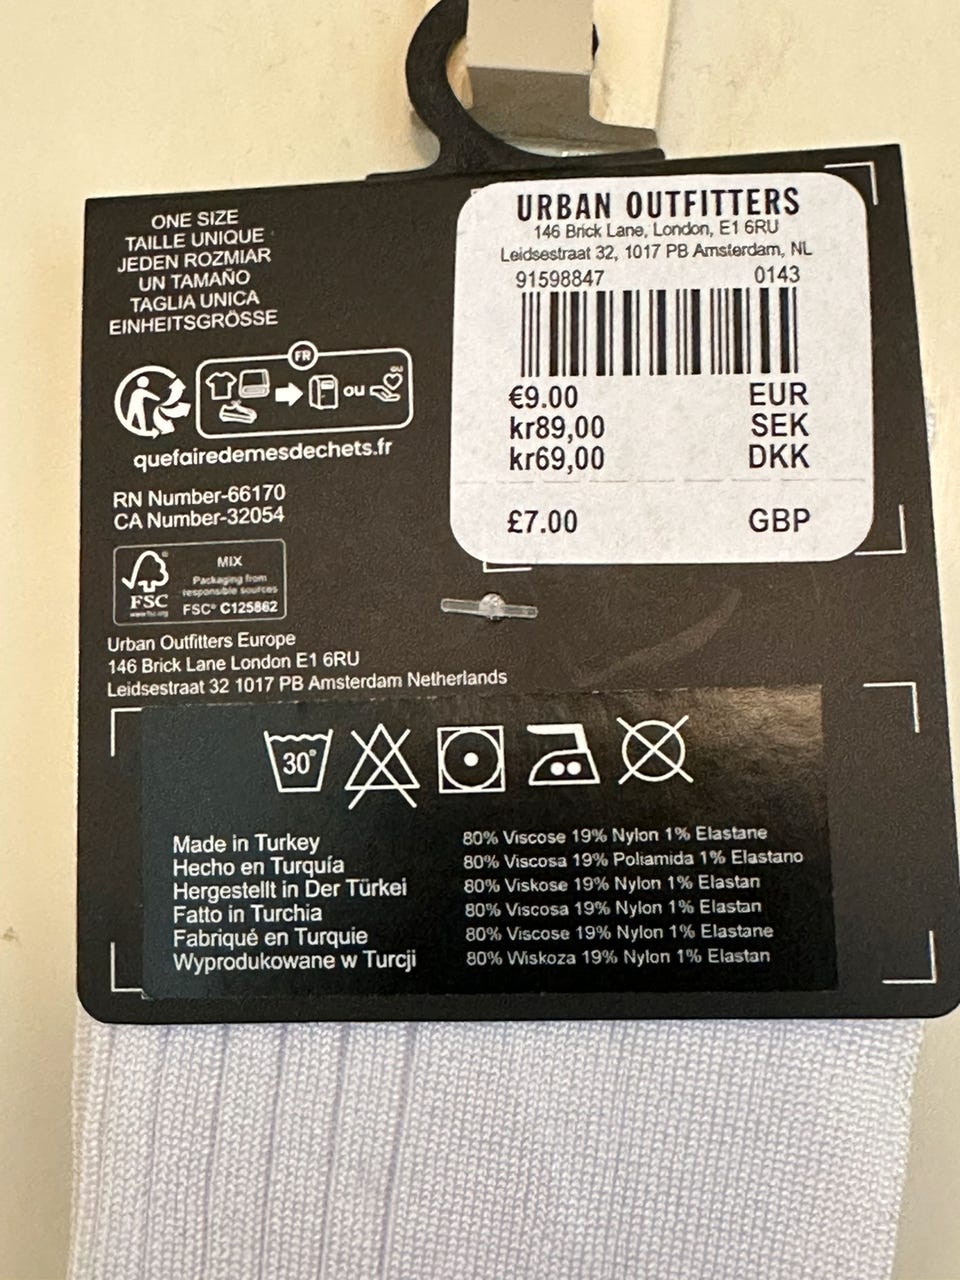 ONE SIZE
TAILLE UNIQUE
JEDEN ROZMIAR
UN TAMAÑO
TAGLIA UNICA
EINHEITSGRÖSSE
FR
ou
OU
quefairedemesdechets.fr
RN Number-66170
CA Number-32054
FSC®
www.fsc.org
MIX
Packaging from
responsible sources
FSC® C125862
Urban Outfitters Europe
146 Brick Lane London E1 6RU
Leidsestraat 32 1017 PB Amsterdam Netherlands
URBAN OUTFITTERS
146 Brick Lane, London, E1 6RU
Leidsestraat 32, 1017 PB Amsterdam, NL
91598847 0143
€9.00 EUR
kr89,00 SEK
kr69,00 DKK
£7.00 GBP
30°
Made in Turkey
Hecho en Turquía
Hergestellt in Der Türkei
Fatto in Turchia
Fabriqué en Turquie
Wyprodukowane w Turcji
80% Viscose 19% Nylon 1% Elastane
80% Viscosa 19% Poliamida 1% Elastano
80% Viskose 19% Nylon 1% Elastan
80% Viscosa 19% Nylon 1% Elastan
80% Viscose 19% Nylon 1% Elastane
80% Wiskoza 19% Nylon 1% Elastan